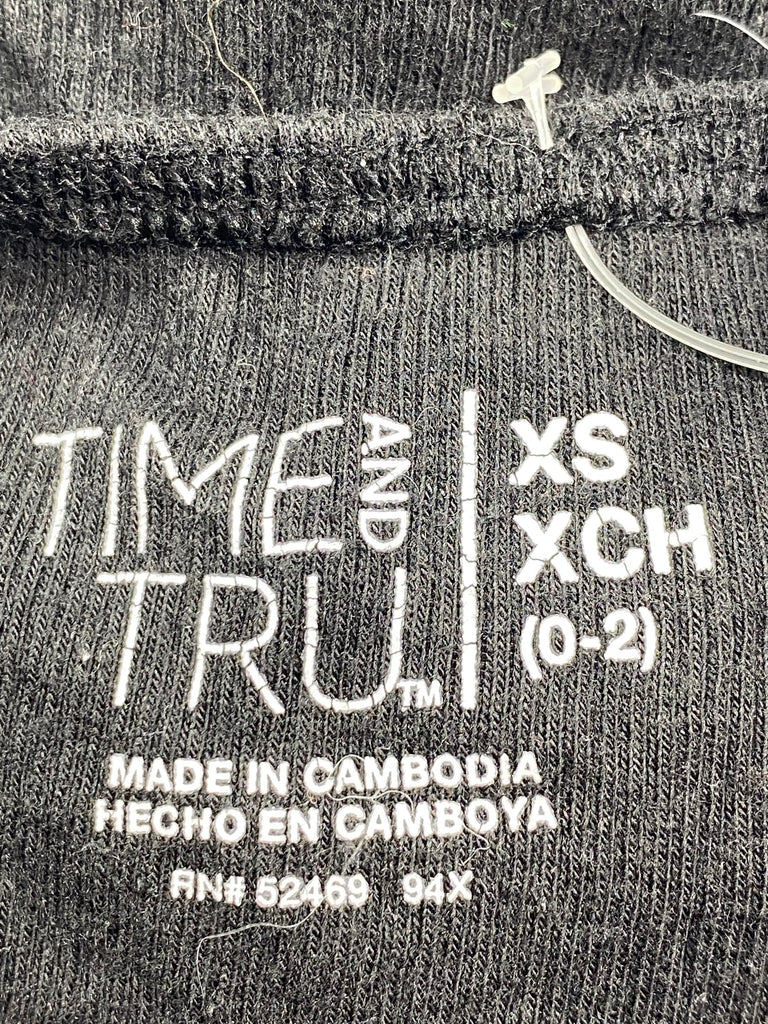 TIME AND
TRU™
XS
XCH
(0-2)
MADE IN CAMBODIA
HECHO EN CAMBOYA
RN# 52469 94X